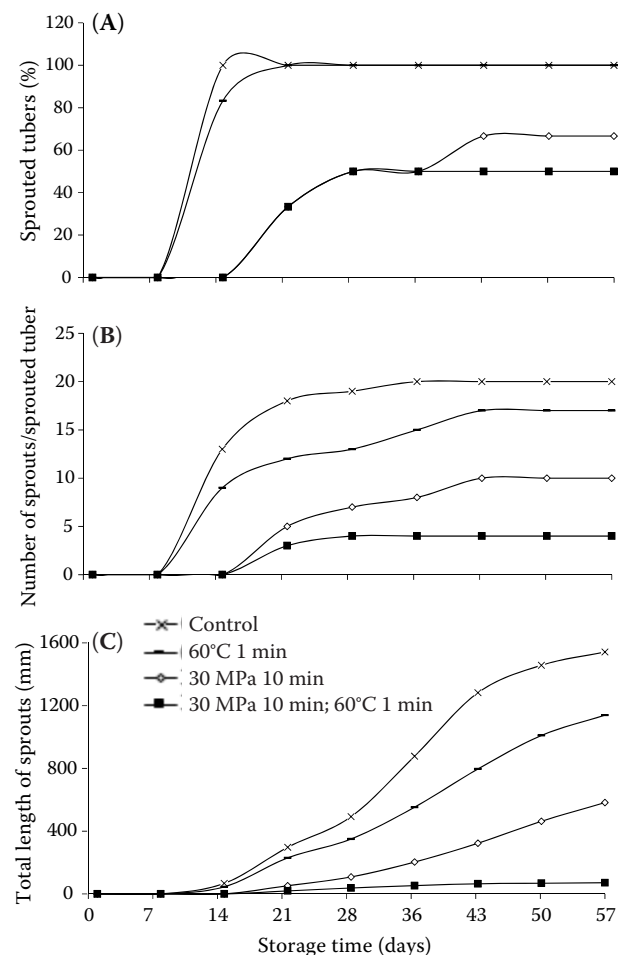 (A)
Sprouted tubers (%)
120
100
80
60
40
20
0
(B)
Number of sprouts/sprouted tuber
25
20
15
10
5
0
(C)
Total length of sprouts (mm)
1600
1200
800
400
0
Control
60°C 1 min
30 MPa 10 min
30 MPa 10 min; 60°C 1 min
0 7 14 21 28 36 43 50 57
Storage time (days)